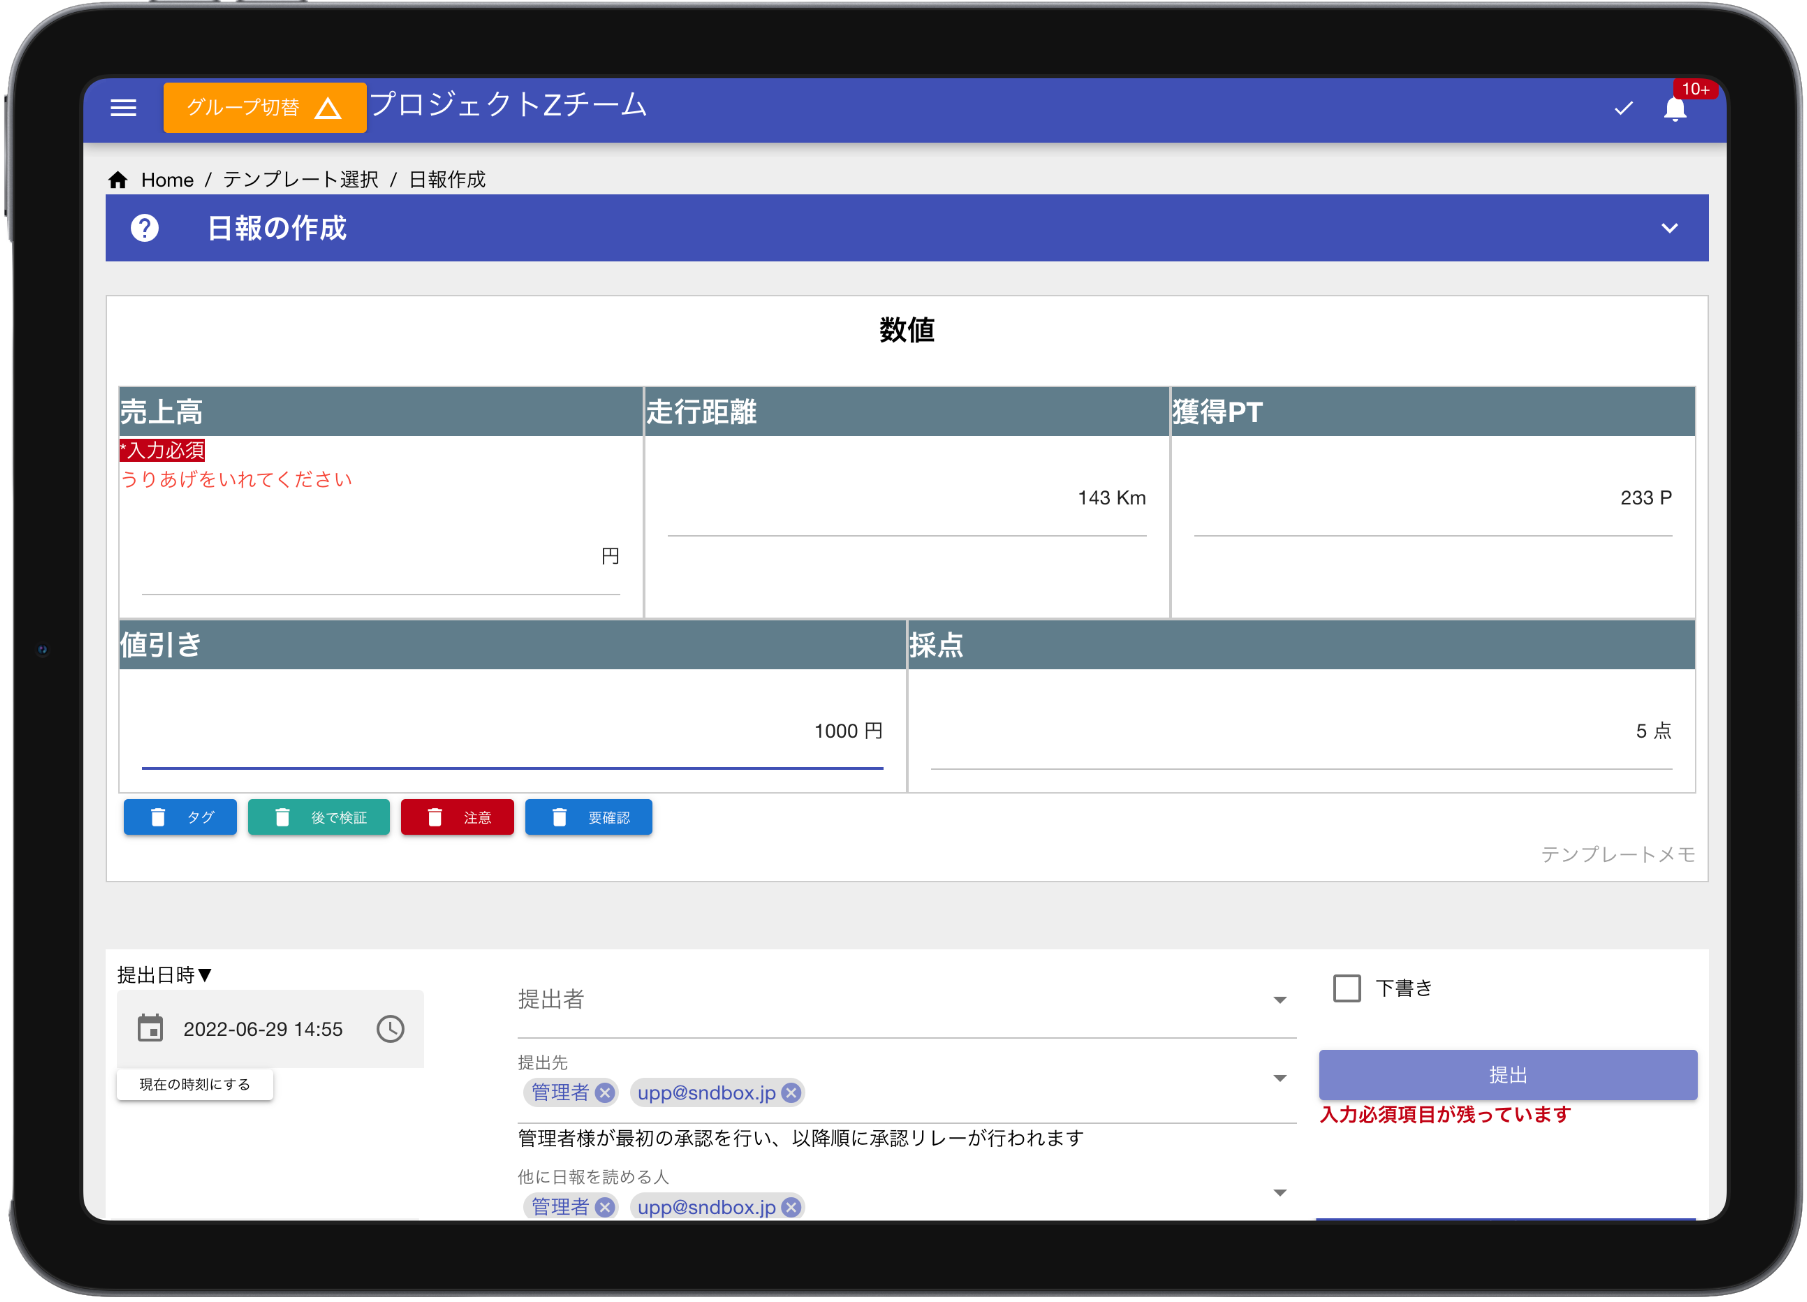 グループ切替 プロジェクトZチーム 10+
Home / テンプレート選択 / 日報作成
? 日報の作成
数値
売上高 走行距離 獲得PT
*入力必須
うりあげをいれてください
143 Km 233 P
円
値引き 採点
1000 円 5 点
タグ 後で検証 注意 要確認
テンプレートメモ
提出日時▼
提出者
下書き
2022-06-29 14:55
現在の時刻にする
提出先
管理者 upp@sndbox.jp
提出
入力必須項目が残っています
管理者様が最初の承認を行い、以降順に承認リレーが行われます
他に日報を読める人
管理者 upp@sndbox.jp